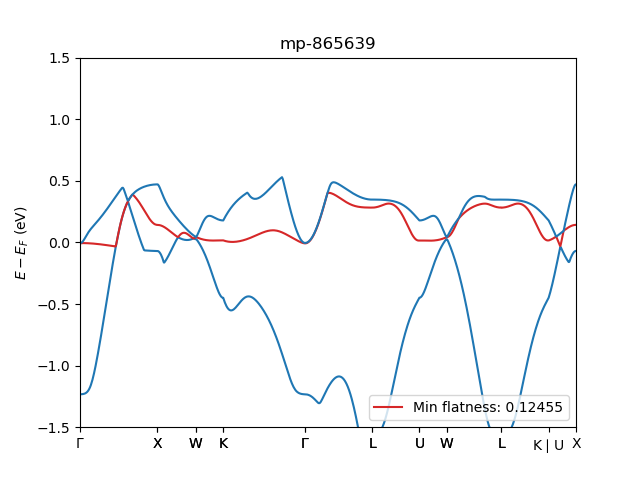 mp-865639
E − E_F (eV)
1.5
1.0
0.5
0.0
−0.5
−1.0
−1.5
Min flatness: 0.12455
Γ X W K Γ L U W L K | U X